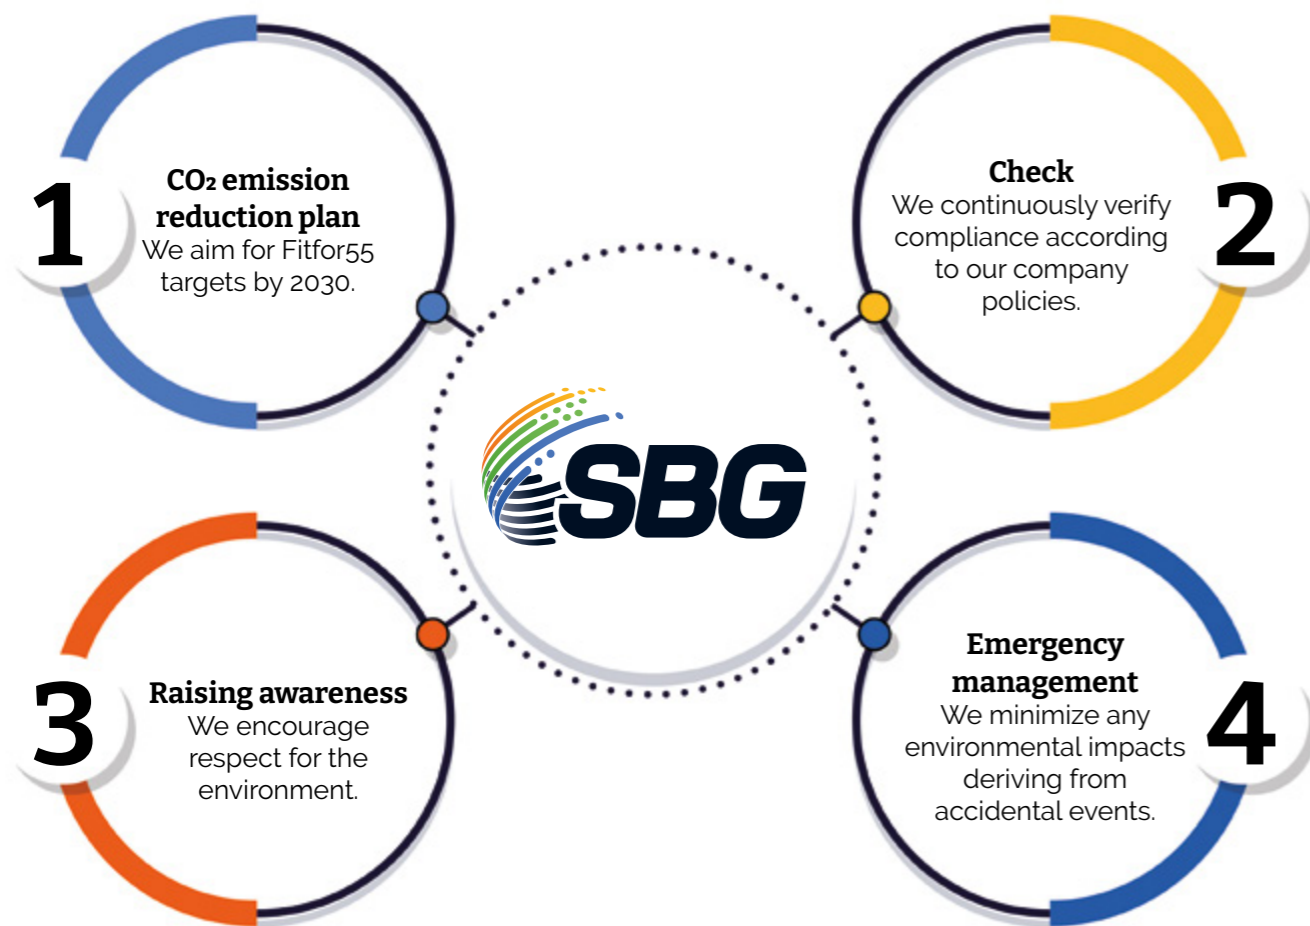 1
CO₂ emission
reduction plan
We aim for Fitfor55
targets by 2030.
2
Check
We continuously verify
compliance according
to our company
policies.
SBG
3
Raising awareness
We encourage
respect for the
environment.
4
Emergency
management
We minimize any
environmental impacts
deriving from
accidental events.